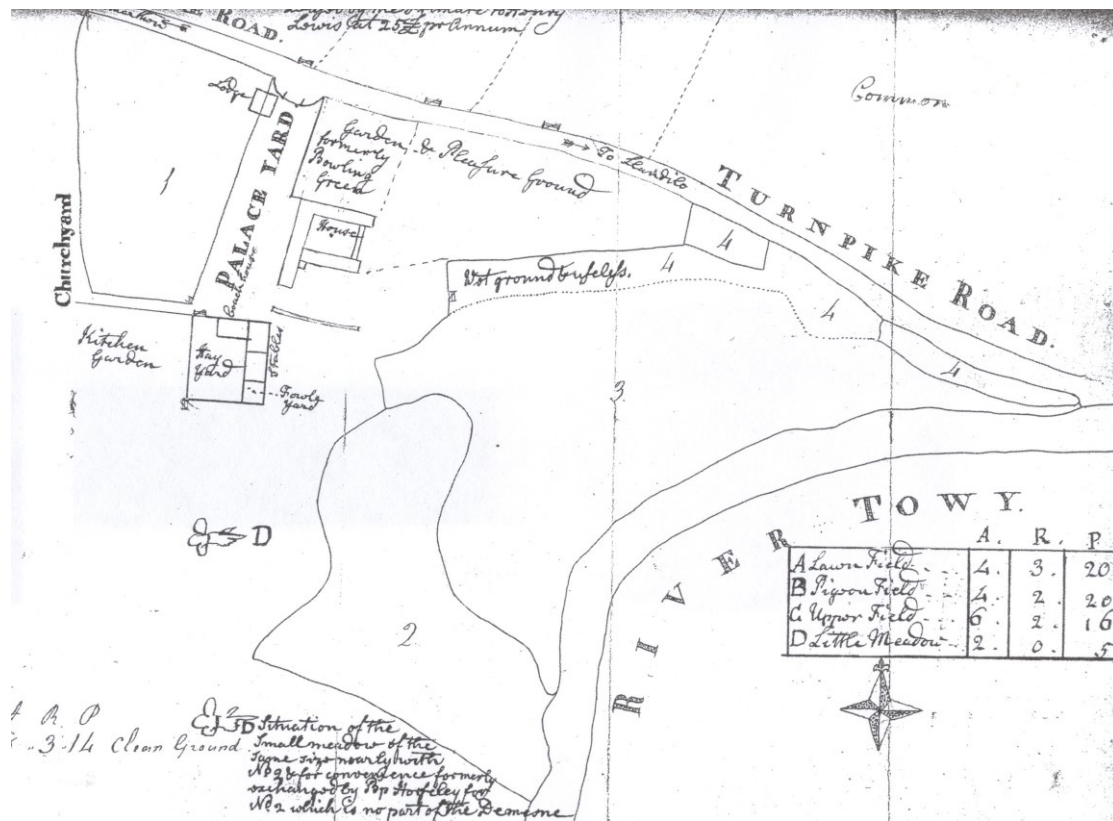 ROAD.
Lewis at 25£ pr Annum
Common
Lodge
PALACE YARD
1
Churchyard
Garden & Pleasure Ground
formerly
Bowling
Green
House
To Llandilo
TURNPIKE ROAD.
4
4
4
4
Wet ground & useless.
Coach house
Kitchen
Garden
Hay
Yard
Stables
Fowls
Yard
3
D
2
RIVER TOWY.
A. R. P
A Lawn Field 4. 3. 20
B Pigeon Field 4. 2. 20
C Upper Field 6. 2. 16
D Little Meadow 2. 0. 5
R P
3-14 Clean Ground
D Situation of the
Small meadow of the
same size nearly with
No 2 & for convenience formerly
exchanged by Bp Horseley for
No 2 which is no part of the Demesne